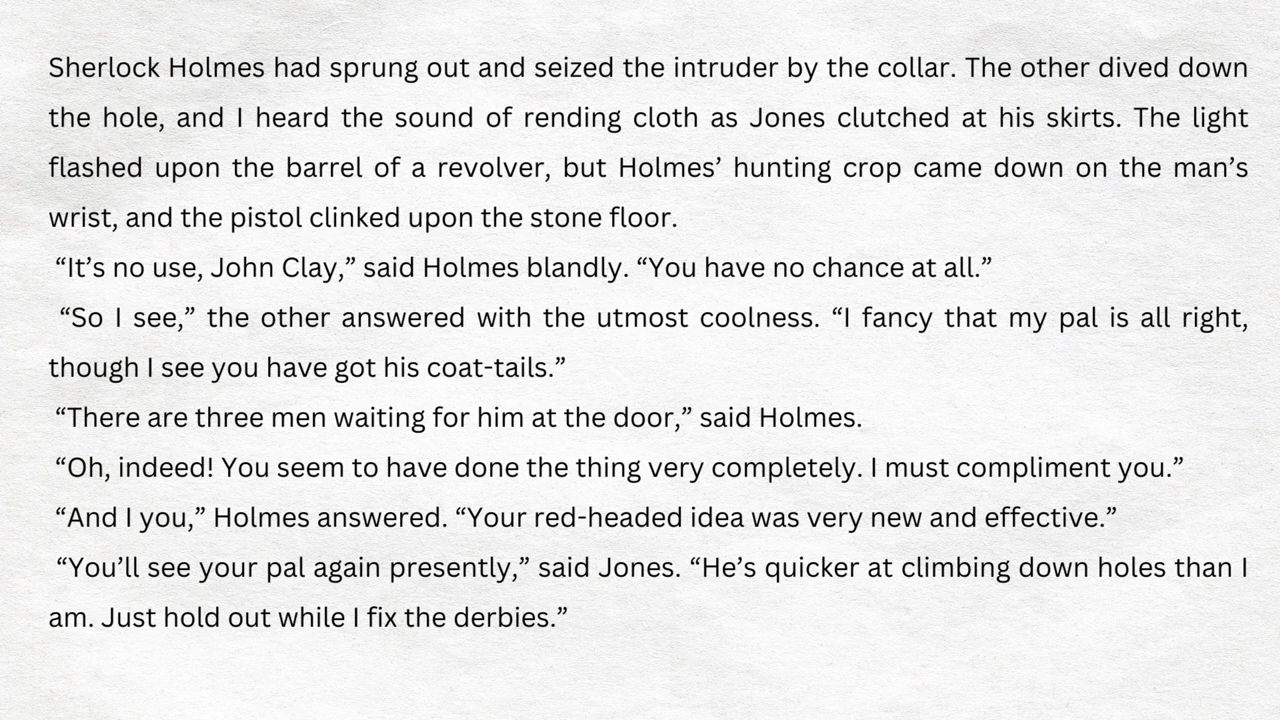 Sherlock Holmes had sprung out and seized the intruder by the collar. The other dived down
the hole, and I heard the sound of rending cloth as Jones clutched at his skirts. The light
flashed upon the barrel of a revolver, but Holmes’ hunting crop came down on the man’s
wrist, and the pistol clinked upon the stone floor.
“It’s no use, John Clay,” said Holmes blandly. “You have no chance at all.”
“So I see,” the other answered with the utmost coolness. “I fancy that my pal is all right,
though I see you have got his coat-tails.”
“There are three men waiting for him at the door,” said Holmes.
“Oh, indeed! You seem to have done the thing very completely. I must compliment you.”
“And I you,” Holmes answered. “Your red-headed idea was very new and effective.”
“You’ll see your pal again presently,” said Jones. “He’s quicker at climbing down holes than I
am. Just hold out while I fix the derbies.”